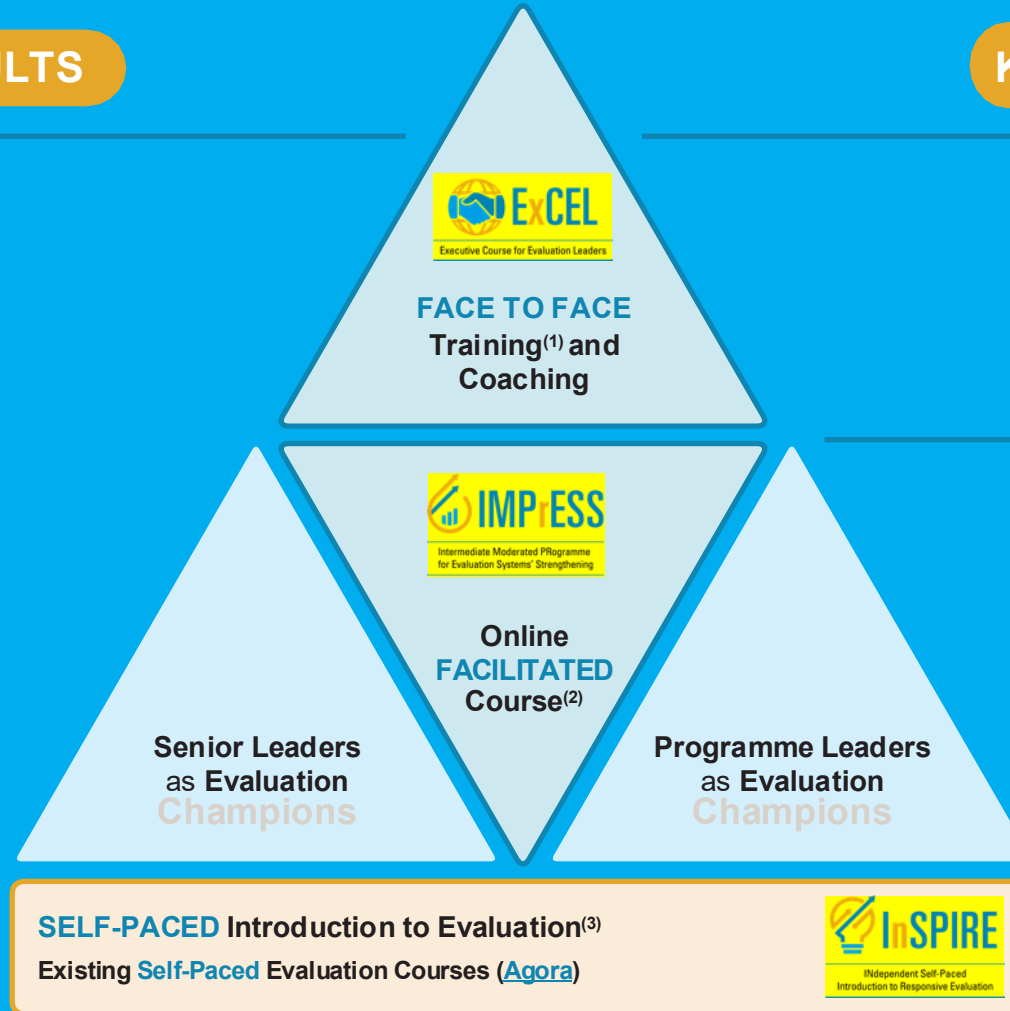 ULTS
K
ExCEL
Executive Course for Evaluation Leaders
FACE TO FACE
Training(1) and
Coaching
IMPrESS
Intermediate Moderated PRogramme
for Evaluation Systems' Strengthening
Online
FACILITATED
Course(2)
Senior Leaders
as Evaluation
Champions
Programme Leaders
as Evaluation
Champions
SELF-PACED Introduction to Evaluation(3)
Existing Self-Paced Evaluation Courses (Agora)
InSPIRE
INdependent Self-Paced
Introduction to Responsive Evaluation